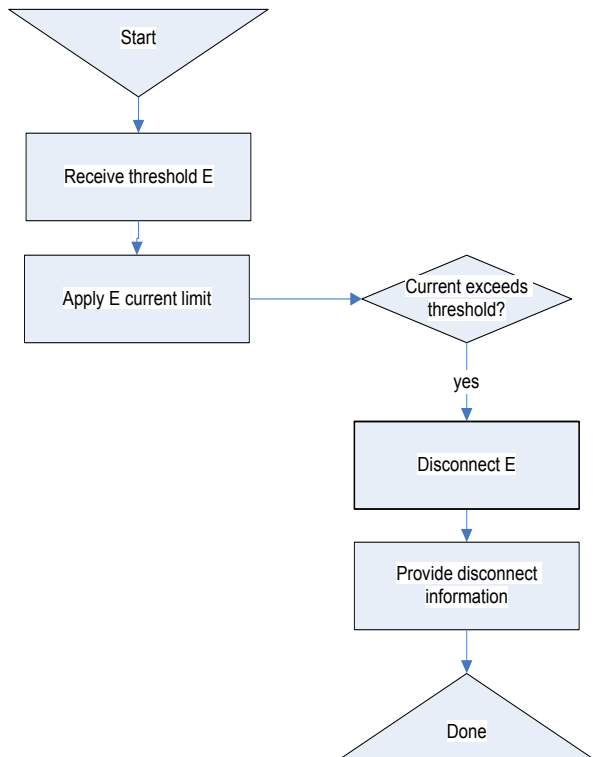 Start
Receive threshold E
Apply E current limit
Current exceeds
threshold?
yes
Disconnect E
Provide disconnect
information
Done